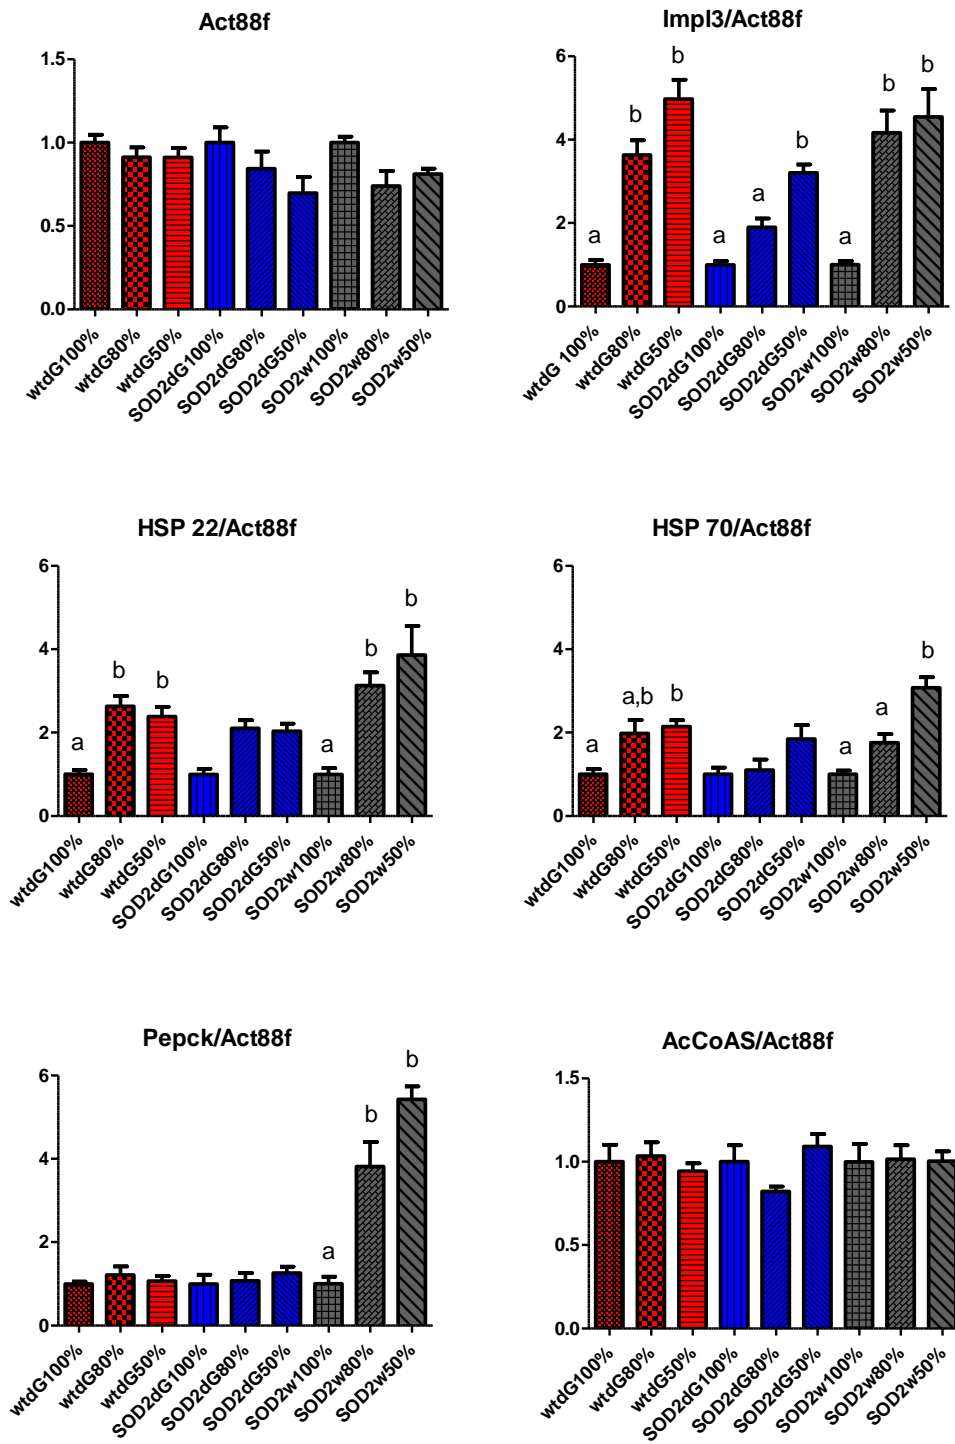 Act88f
1.5
1.0
0.5
0.0
wtdG100%
wtdG80%
wtdG50%
SOD2dG100%
SOD2dG80%
SOD2dG50%
SOD2w100%
SOD2w80%
SOD2w50%
Impl3/Act88f
6
4
2
0
a
b
b
a
a
b
a
b
b
wtdG 100%
wtdG80%
wtdG50%
SOD2dG100%
SOD2dG80%
SOD2dG50%
SOD2w100%
SOD2w80%
SOD2w50%
HSP 22/Act88f
6
4
2
0
a
b
b
a
b
b
wtdG100%
wtdG80%
wtdG50%
SOD2dG100%
SOD2dG80%
SOD2dG50%
SOD2w100%
SOD2w80%
SOD2w50%
HSP 70/Act88f
6
4
2
0
a
a,b
b
a
a
b
wtdG100%
wtdG80%
wtdG50%
SOD2dG100%
SOD2dG80%
SOD2dG50%
SOD2w100%
SOD2w80%
SOD2w50%
Pepck/Act88f
6
4
2
0
a
b
b
wtdG100%
wtdG80%
wtdG50%
SOD2dG100%
SOD2dG80%
SOD2dG50%
SOD2w100%
SOD2w80%
SOD2w50%
AcCoAS/Act88f
1.5
1.0
0.5
0.0
wtdG100%
wtdG80%
wtdG50%
SOD2dG100%
SOD2dG80%
SOD2dG50%
SOD2w100%
SOD2w80%
SOD2w50%